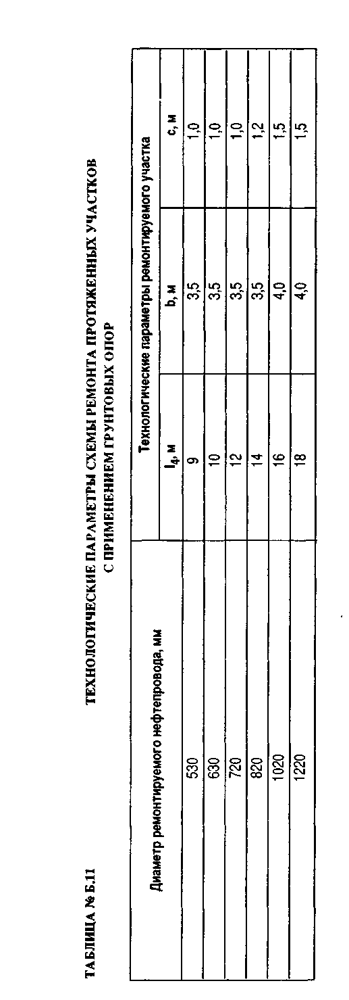 ТАБЛИЦА № Б.11
ТЕХНОЛОГИЧЕСКИЕ ПАРАМЕТРЫ СХЕМЫ РЕМОНТА ПРОТЯЖЕННЫХ УЧАСТКОВ
С ПРИМЕНЕНИЕМ ГРУНТОВЫХ ОПОР
Диаметр ремонтируемого нефтепровода, мм
Технологические параметры ремонтируемого участка
l4, м b, м c, м
530 9 3,5 1,0
630 10 3,5 1,0
720 12 3,5 1,0
820 14 3,5 1,2
1020 16 4,0 1,5
1220 18 4,0 1,5